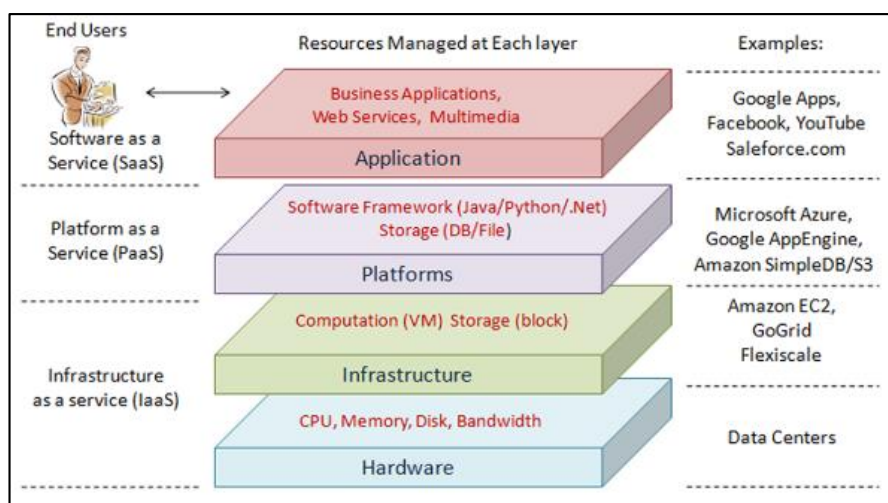 End Users
Resources Managed at Each layer
Examples:
Business Applications,
Web Services, Multimedia
Application
Software as a
Service (SaaS)
Google Apps,
Facebook, YouTube
Saleforce.com
Software Framework (Java/Python/.Net)
Storage (DB/File)
Platforms
Platform as a
Service (PaaS)
Microsoft Azure,
Google AppEngine,
Amazon SimpleDB/S3
Computation (VM) Storage (block)
Infrastructure
Amazon EC2,
GoGrid
Flexiscale
Infrastructure
as a service (IaaS)
CPU, Memory, Disk, Bandwidth
Hardware
Data Centers